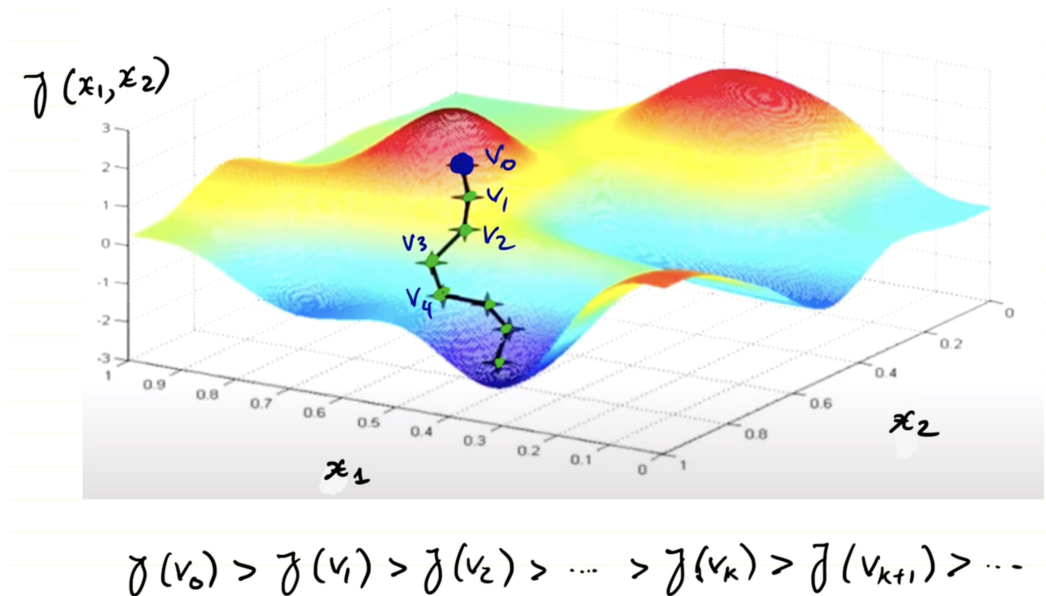 J(x₁,x₂)
3
2
1
0
-1
-2
-3
V₀
V₁
V₂
V₃
V₄
1 0.9 0.8 0.7 0.6 0.5 0.4 0.3 0.2 0.1 0
0
0.2
0.4
0.6
0.8
1
x₁
x₂
J(v₀) > J(v₁) > J(v₂) > .... > J(vₖ) > J(vₖ₊₁) > ...